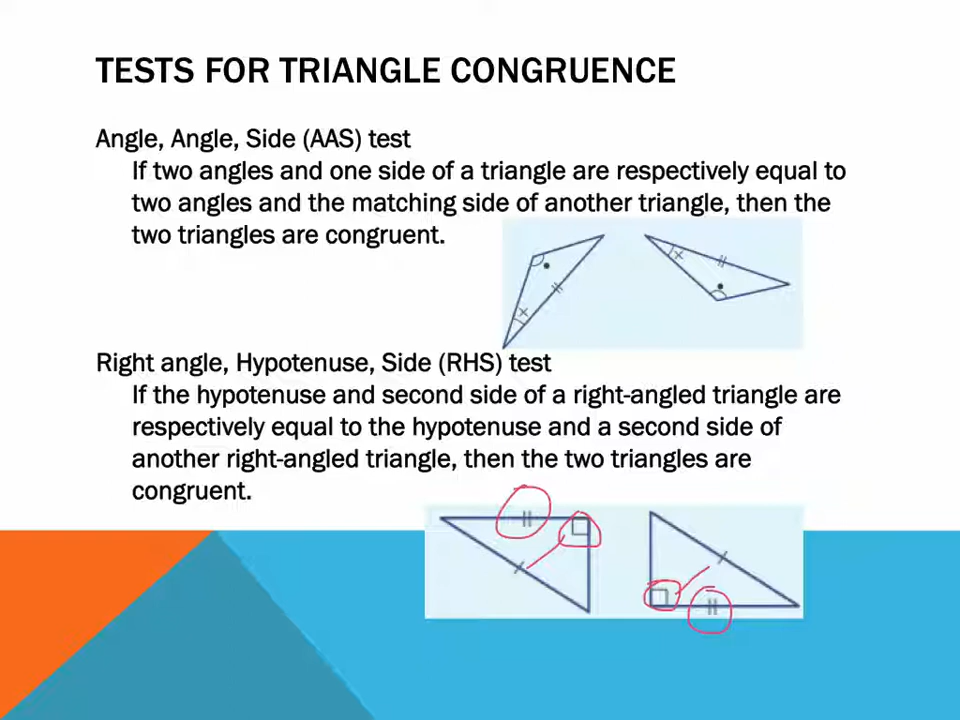 TESTS FOR TRIANGLE CONGRUENCE
Angle, Angle, Side (AAS) test
If two angles and one side of a triangle are respectively equal to
two angles and the matching side of another triangle, then the
two triangles are congruent.
Right angle, Hypotenuse, Side (RHS) test
If the hypotenuse and second side of a right-angled triangle are
respectively equal to the hypotenuse and a second side of
another right-angled triangle, then the two triangles are
congruent.